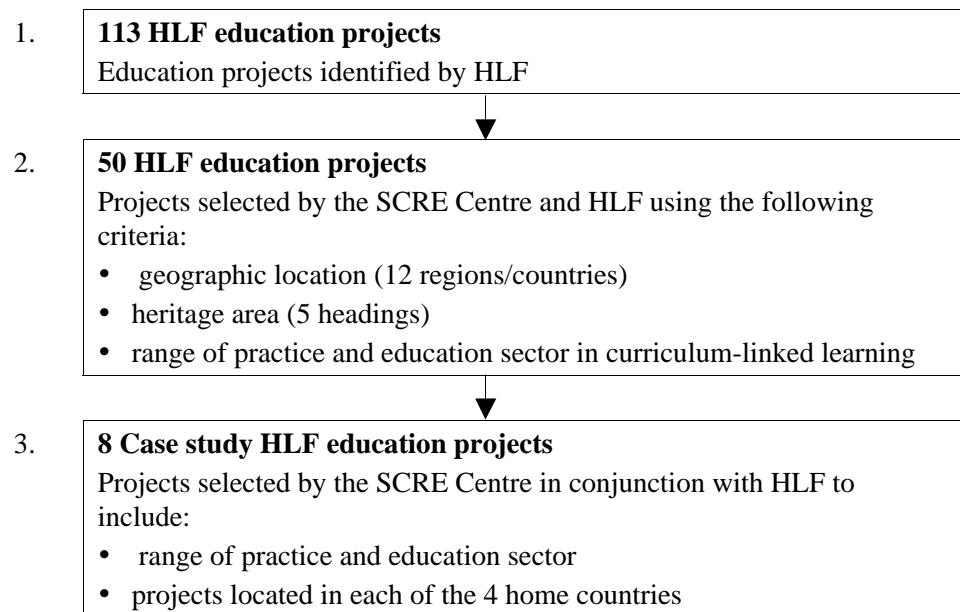 1. 113 HLF education projects
Education projects identified by HLF
2. 50 HLF education projects
Projects selected by the SCRE Centre and HLF using the following
criteria:
• geographic location (12 regions/countries)
• heritage area (5 headings)
• range of practice and education sector in curriculum-linked learning
3. 8 Case study HLF education projects
Projects selected by the SCRE Centre in conjunction with HLF to
include:
• range of practice and education sector
• projects located in each of the 4 home countries